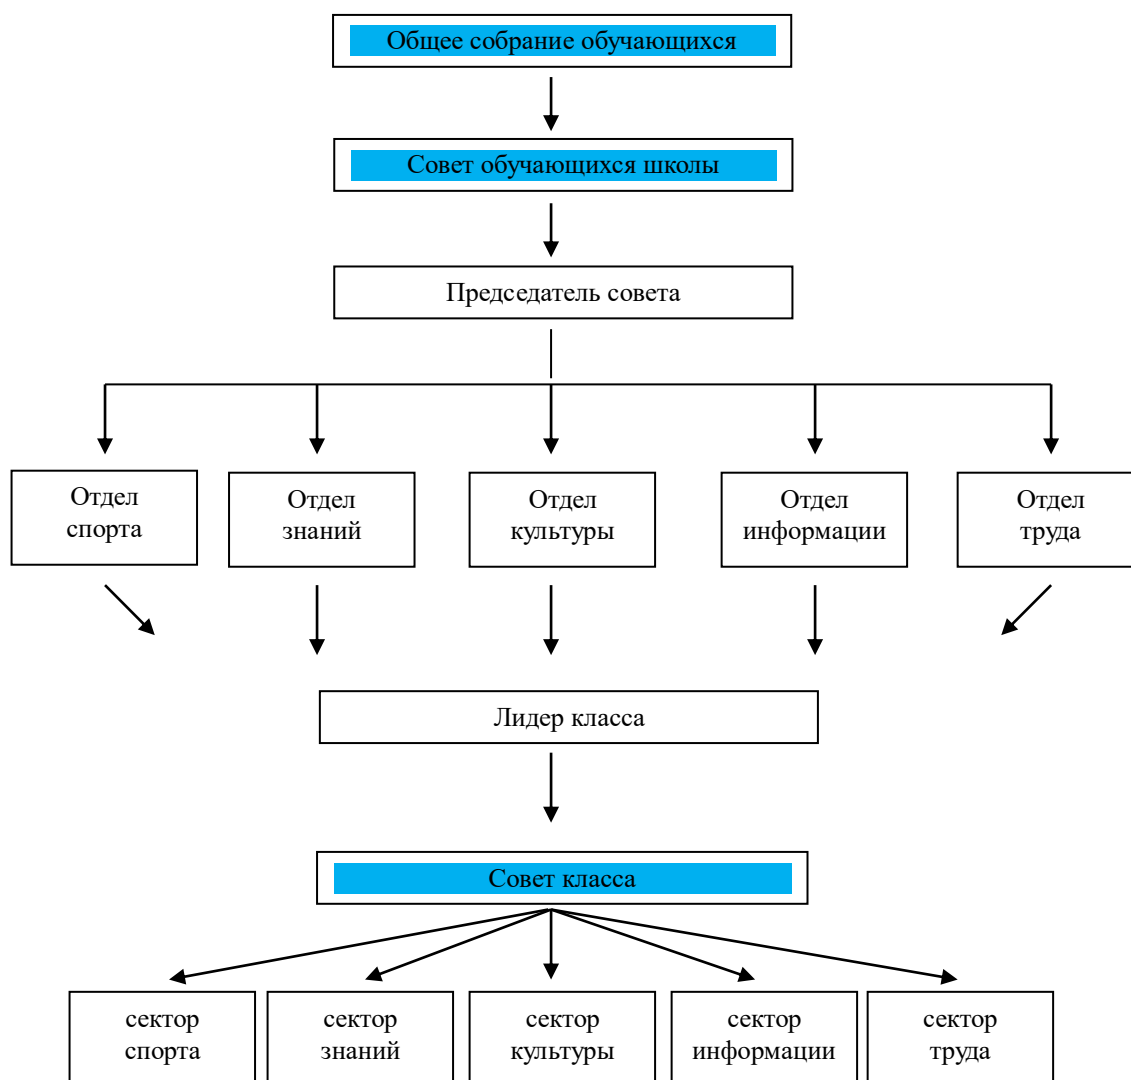 Общее собрание обучающихся
Совет обучающихся школы
Председатель совета
Отдел
спорта
Отдел
знаний
Отдел
культуры
Отдел
информации
Отдел
труда
Лидер класса
Совет класса
сектор
спорта
сектор
знаний
сектор
культуры
сектор
информации
сектор
труда